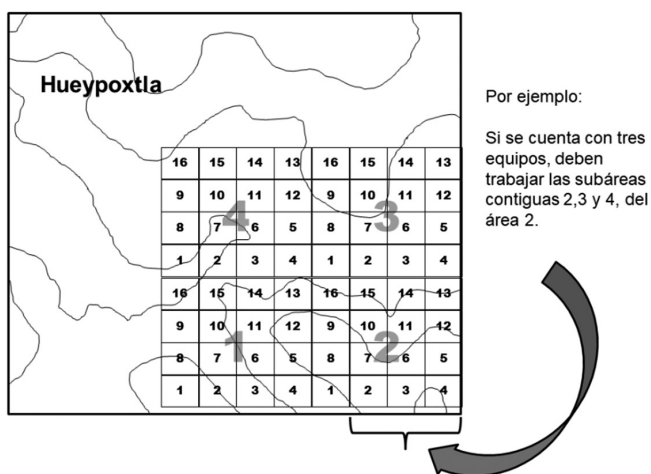 Hueypoxtla
Por ejemplo:
Si se cuenta con tres
equipos, deben
trabajar las subáreas
contiguas 2,3 y 4, del
área 2.
16 15 14 13 16 15 14 13
9 10 11 12 9 10 11 12
4 3
8 7 6 5 8 7 6 5
1 2 3 4 1 2 3 4
16 15 14 13 16 15 14 13
9 10 11 12 9 10 11 12
1 2
8 7 6 5 8 7 6 5
1 2 3 4 1 2 3 4